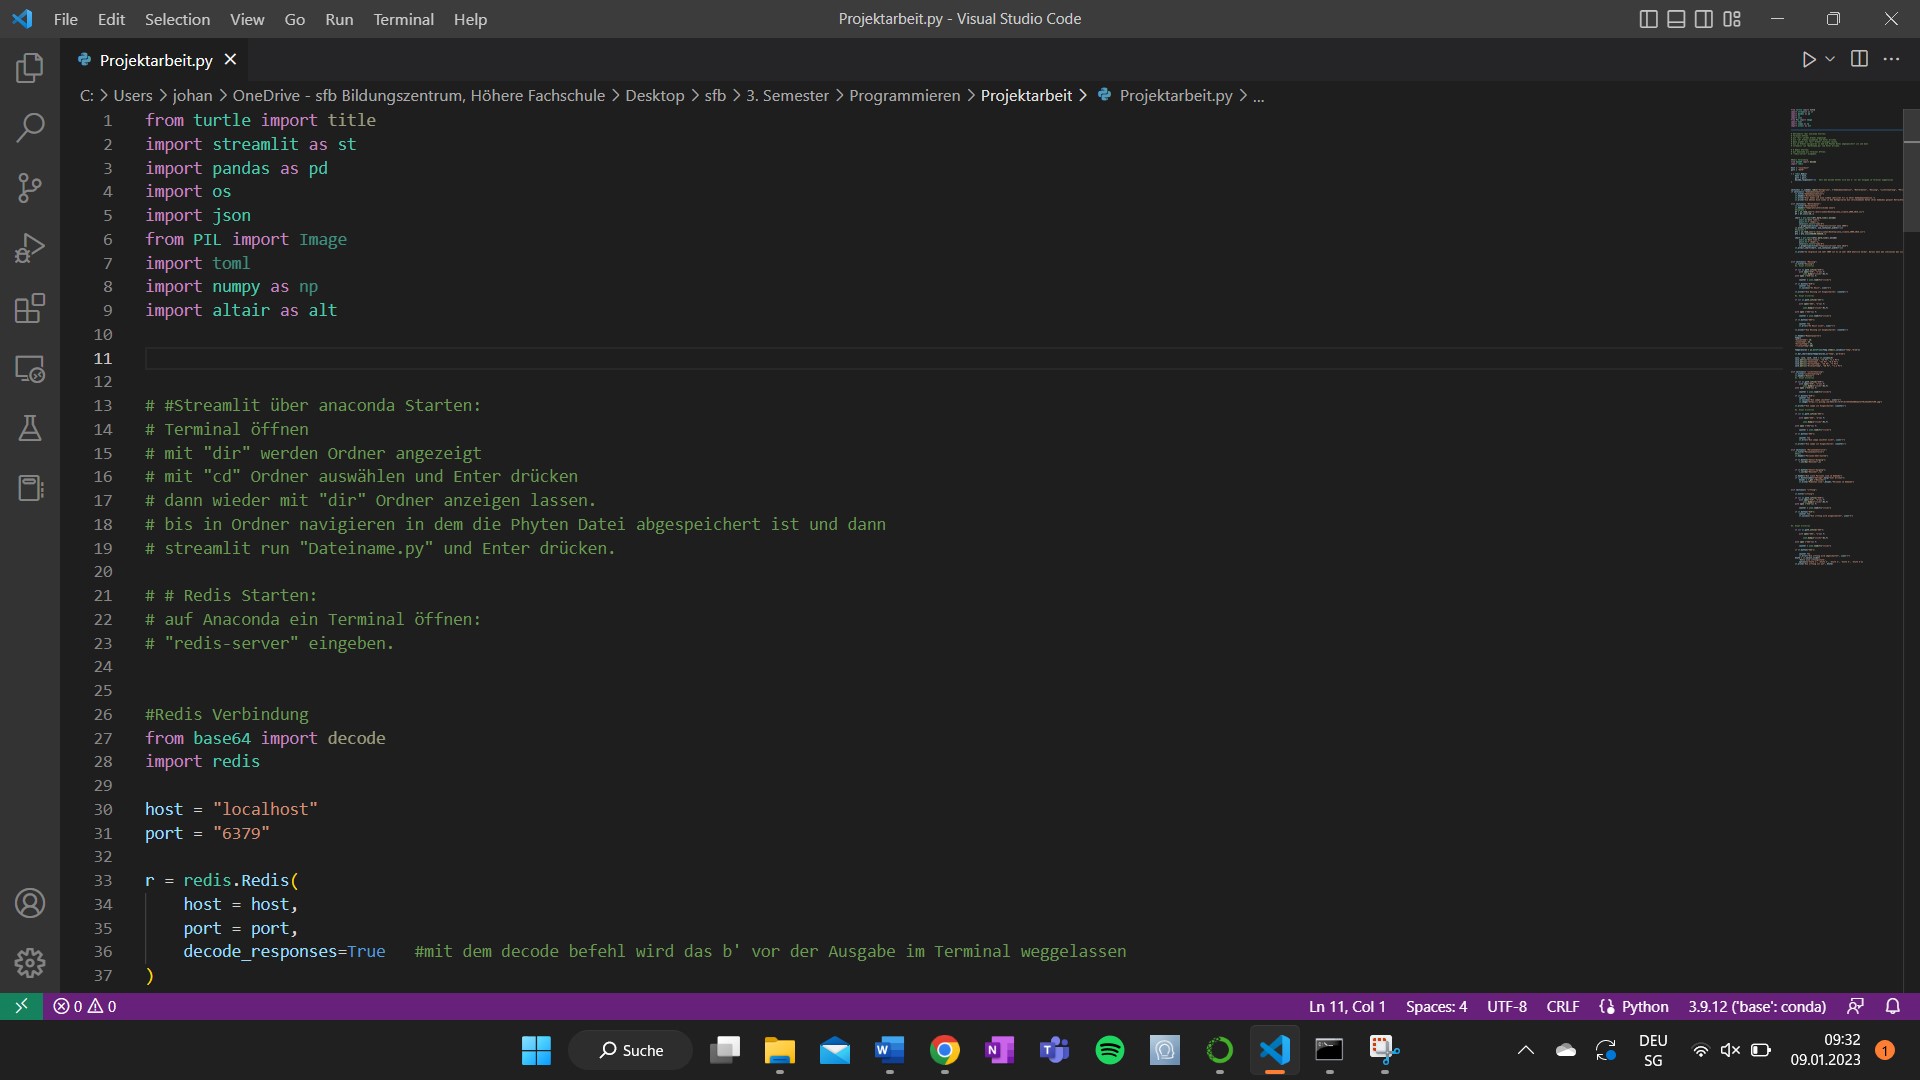 File Edit Selection View Go Run Terminal Help
Projektarbeit.py - Visual Studio Code
Projektarbeit.py
C: > Users > johan > OneDrive - sfb Bildungszentrum, Höhere Fachschule > Desktop > sfb > 3. Semester > Programmieren > Projektarbeit > Projektarbeit.py > ...
1 from turtle import title
2 import streamlit as st
3 import pandas as pd
4 import os
5 import json
6 from PIL import Image
7 import toml
8 import numpy as np
9 import altair as alt
10
11
12
13 # #Streamlit über anaconda Starten:
14 # Terminal öffnen
15 # mit "dir" werden Ordner angezeigt
16 # mit "cd" Ordner auswählen und Enter drücken
17 # dann wieder mit "dir" Ordner anzeigen lassen.
18 # bis in Ordner navigieren in dem die Phyten Datei abgespeichert ist und dann
19 # streamlit run "Dateiname.py" und Enter drücken.
20
21 # # Redis Starten:
22 # auf Anaconda ein Terminal öffnen:
23 # "redis-server" eingeben.
24
25
26 #Redis Verbindung
27 from base64 import decode
28 import redis
29
30 host = "localhost"
31 port = "6379"
32
33 r = redis.Redis(
34 host = host,
35 port = port,
36 decode_responses=True #mit dem decode befehl wird das b' vor der Ausgabe im Terminal weggelassen
37 )
0 0
Ln 11, Col 1 Spaces: 4 UTF-8 CRLF Python 3.9.12 ('base': conda)
Suche
DEU
SG
09:32
09.01.2023
1